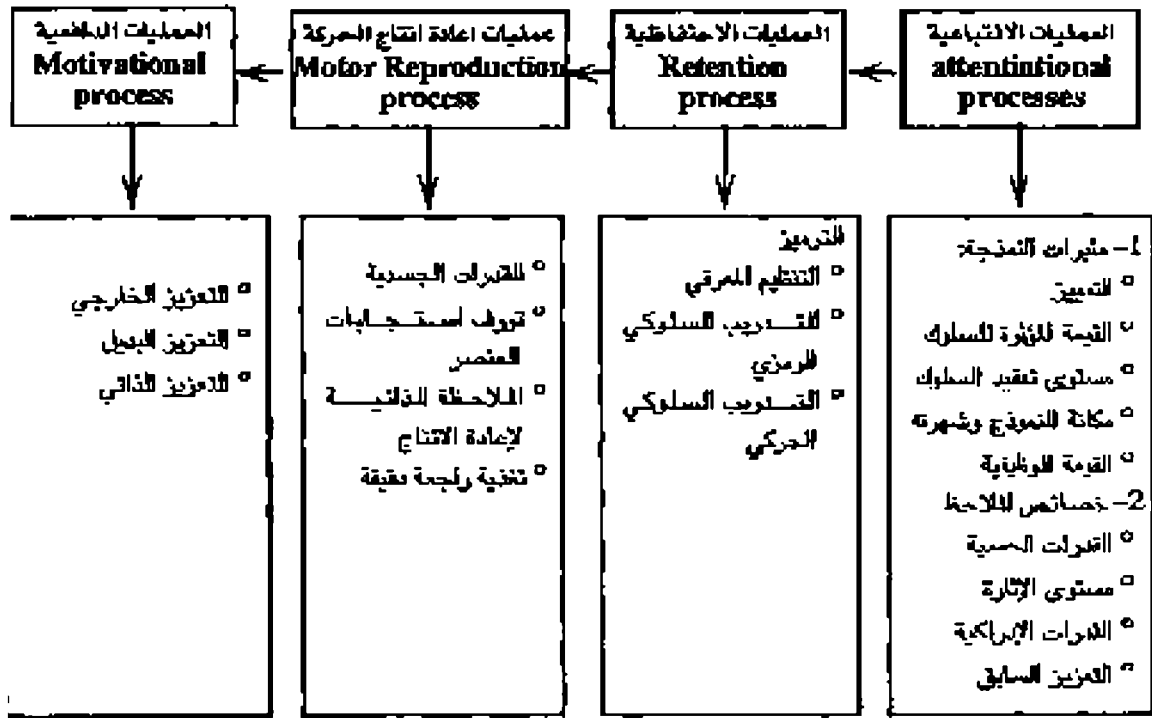 العمليات الانتباهية
attentintional
processes
العمليات الاحتفاظية
Retention
process
عمليات اعادة انتاج الحركة
Motor Reproduction
process
العمليات الدافعية
Motivational
process
1- مثيرات النمذجة:
° التمييز
° القيمة المؤثرة للسلوك
° مستوى تعقيد السلوك
° مكانة النموذج وشهرته
° القيمة الوظيفية
2- خصائص الملاحظ
° القدرات الحسية
° مستوى الإثارة
° القدرات الإدراكية
° التعزيز السابق
الترميز
° التنظيم المعرفي
° التدريب السلوكي
الرمزي
° التدريب السلوكي
الحركي
° القدرات الجسدية
° توفر استجابات
العنصر
° الملاحظة الذاتية
لإعادة الانتاج
° تغذية راجعة دقيقة
° التعزيز الخارجي
° التعزيز البديل
° التعزيز الذاتي